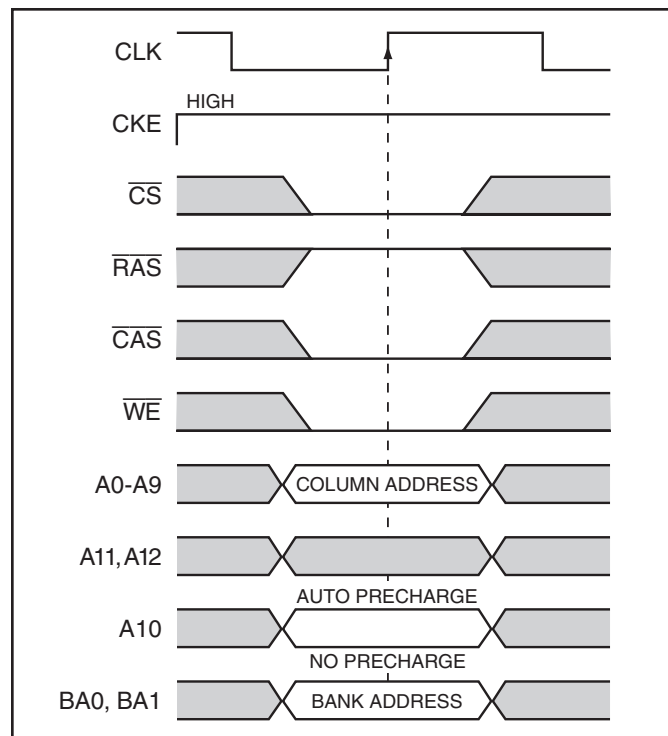 CLK
HIGH
CKE
CS
RAS
CAS
WE
A0-A9 COLUMN ADDRESS
A11, A12
AUTO PRECHARGE
A10
NO PRECHARGE
BA0, BA1 BANK ADDRESS